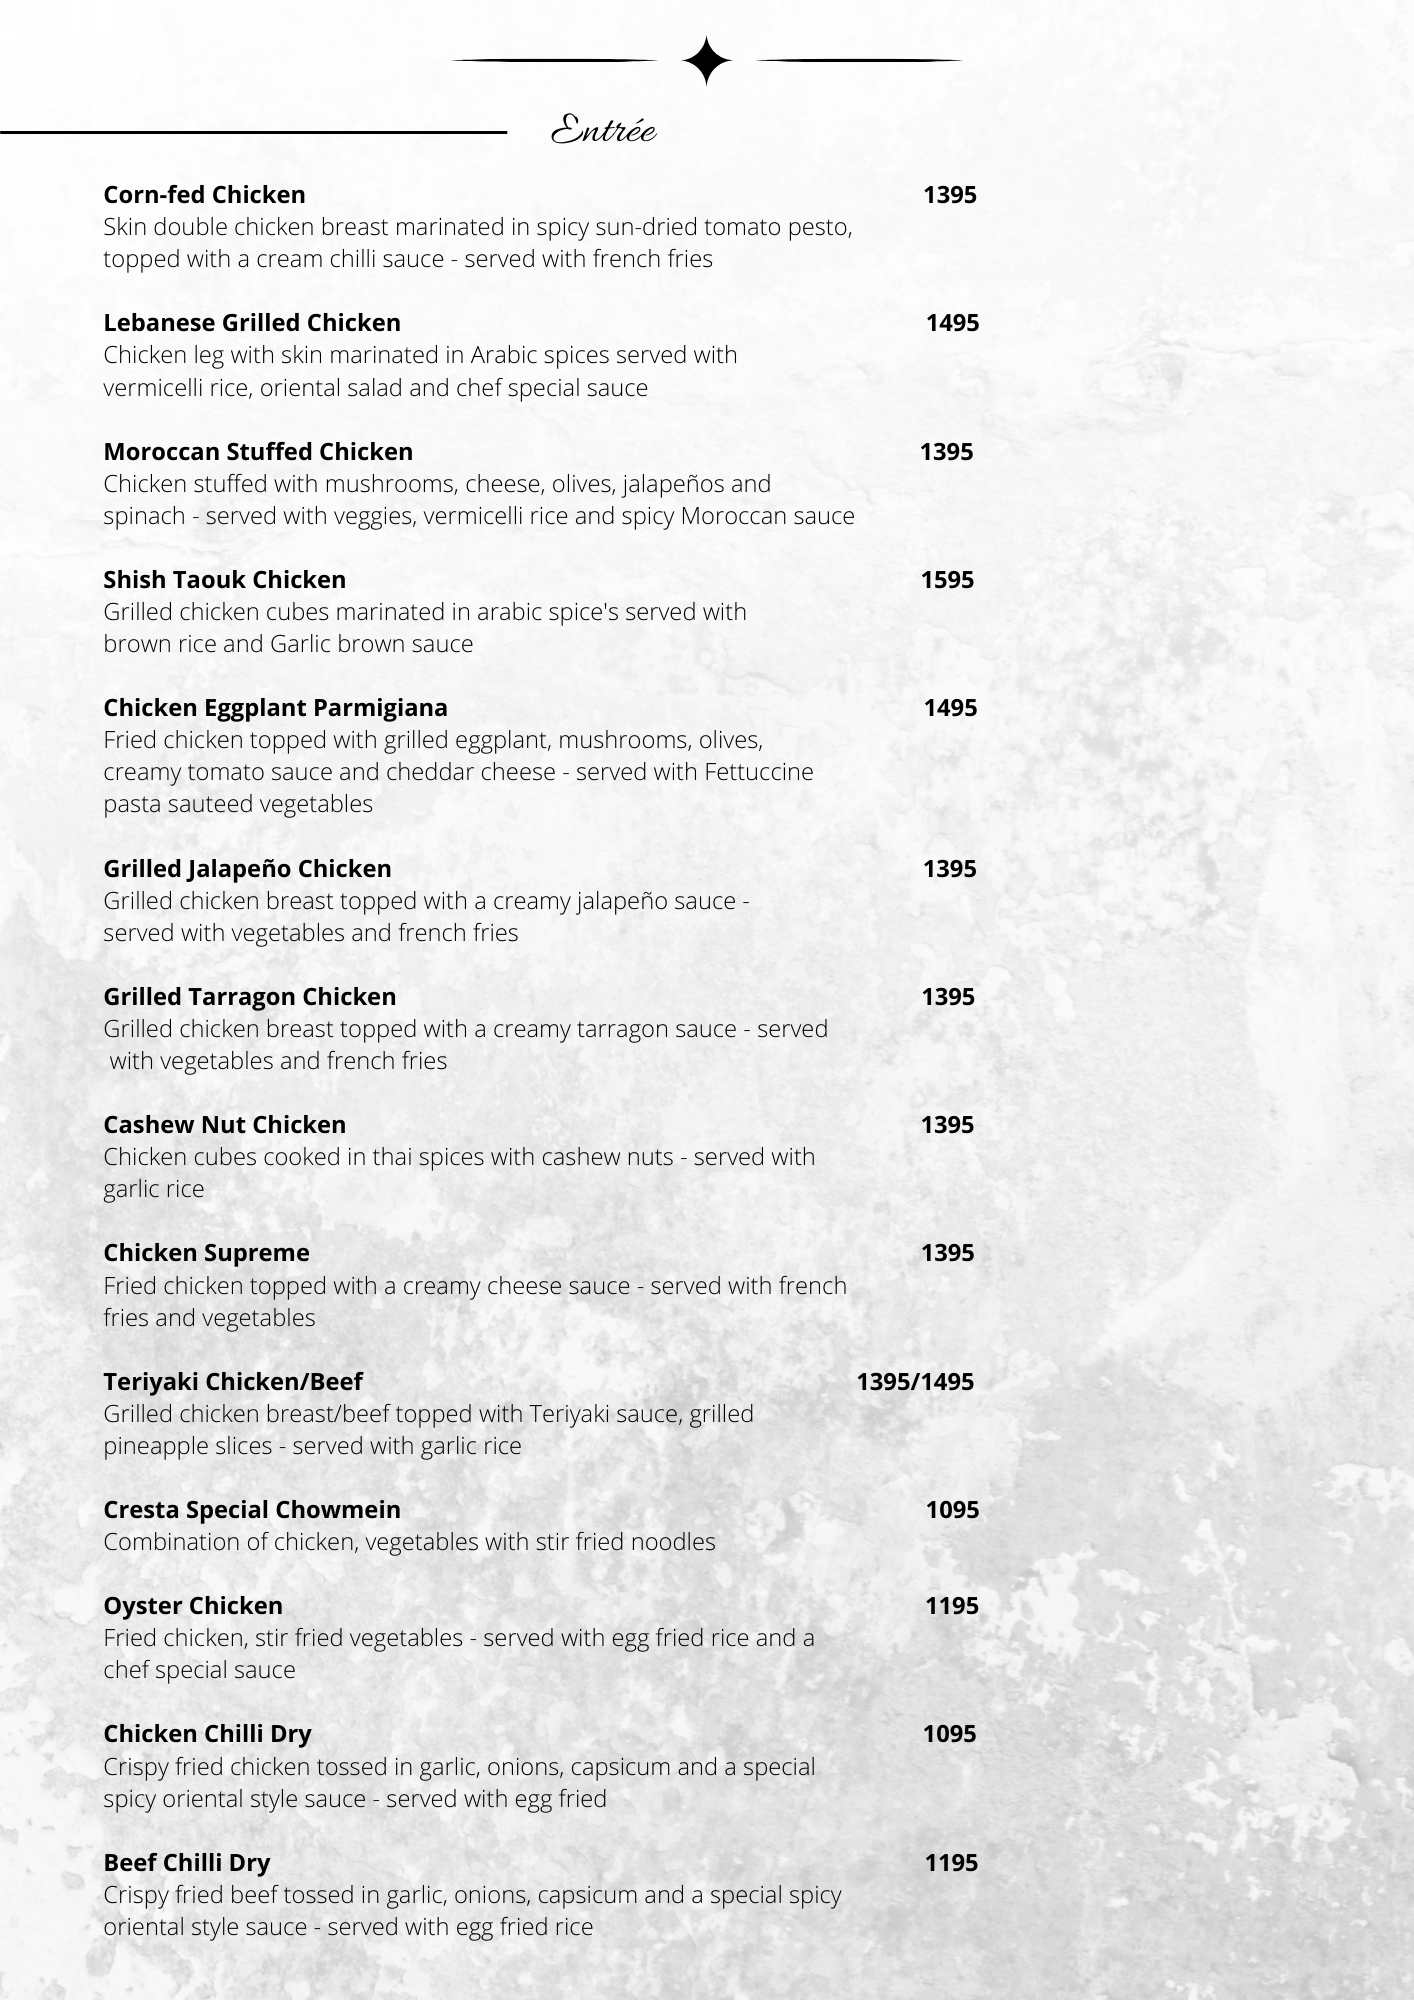 Entrée
Corn-fed Chicken 1395
Skin double chicken breast marinated in spicy sun-dried tomato pesto,
topped with a cream chilli sauce - served with french fries
Lebanese Grilled Chicken 1495
Chicken leg with skin marinated in Arabic spices served with
vermicelli rice, oriental salad and chef special sauce
Moroccan Stuffed Chicken 1395
Chicken stuffed with mushrooms, cheese, olives, jalapeños and
spinach - served with veggies, vermicelli rice and spicy Moroccan sauce
Shish Taouk Chicken 1595
Grilled chicken cubes marinated in arabic spice's served with
brown rice and Garlic brown sauce
Chicken Eggplant Parmigiana 1495
Fried chicken topped with grilled eggplant, mushrooms, olives,
creamy tomato sauce and cheddar cheese - served with Fettuccine
pasta sauteed vegetables
Grilled Jalapeño Chicken 1395
Grilled chicken breast topped with a creamy jalapeño sauce -
served with vegetables and french fries
Grilled Tarragon Chicken 1395
Grilled chicken breast topped with a creamy tarragon sauce - served
with vegetables and french fries
Cashew Nut Chicken 1395
Chicken cubes cooked in thai spices with cashew nuts - served with
garlic rice
Chicken Supreme 1395
Fried chicken topped with a creamy cheese sauce - served with french
fries and vegetables
Teriyaki Chicken/Beef 1395/1495
Grilled chicken breast/beef topped with Teriyaki sauce, grilled
pineapple slices - served with garlic rice
Cresta Special Chowmein 1095
Combination of chicken, vegetables with stir fried noodles
Oyster Chicken 1195
Fried chicken, stir fried vegetables - served with egg fried rice and a
chef special sauce
Chicken Chilli Dry 1095
Crispy fried chicken tossed in garlic, onions, capsicum and a special
spicy oriental style sauce - served with egg fried
Beef Chilli Dry 1195
Crispy fried beef tossed in garlic, onions, capsicum and a special spicy
oriental style sauce - served with egg fried rice